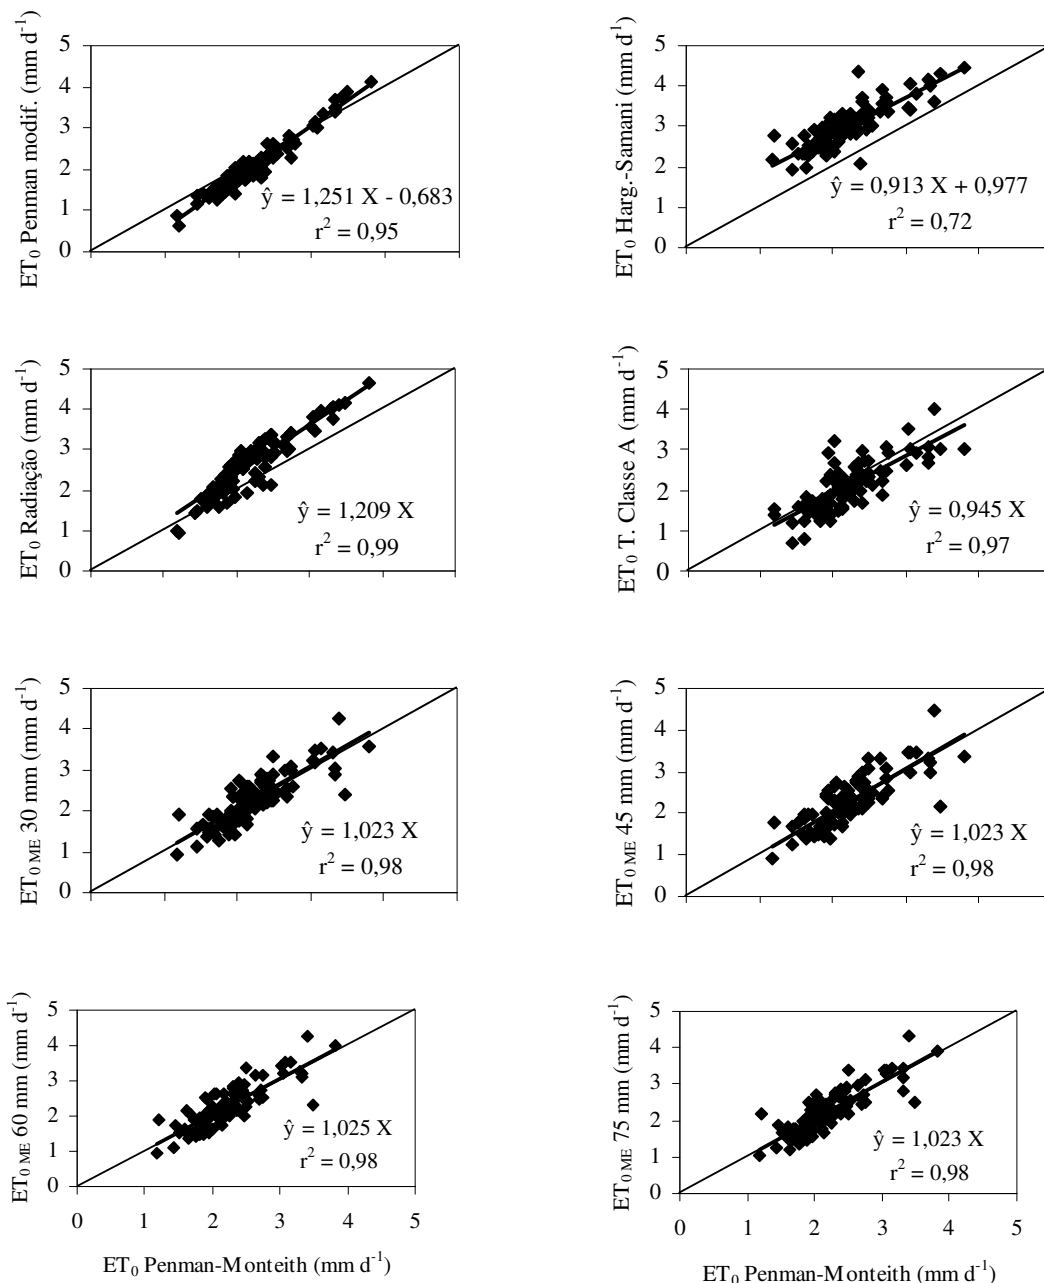 ET0 Penman modif. (mm d-1)
5
4
3
2
1
0
ŷ = 1,251 X - 0,683
r2 = 0,95
ET0 Harg.-Samani (mm d-1)
5
4
3
2
1
0
ŷ = 0,913 X + 0,977
r2 = 0,72
ET0 Radiação (mm d-1)
5
4
3
2
1
0
ŷ = 1,209 X
r2 = 0,99
ET0 T. Classe A (mm d-1)
5
4
3
2
1
0
ŷ = 0,945 X
r2 = 0,97
ET0 ME 30 mm (mm d-1)
5
4
3
2
1
0
ŷ = 1,023 X
r2 = 0,98
ET0 ME 45 mm (mm d-1)
5
4
3
2
1
0
ŷ = 1,023 X
r2 = 0,98
ET0 ME 60 mm (mm d-1)
5
4
3
2
1
0
ŷ = 1,025 X
r2 = 0,98
0 1 2 3 4 5
ET0 Penman-Monteith (mm d-1)
ET0 ME 75 mm (mm d-1)
5
4
3
2
1
0
ŷ = 1,023 X
r2 = 0,98
0 1 2 3 4 5
ET0 Penman-Monteith (mm d-1)